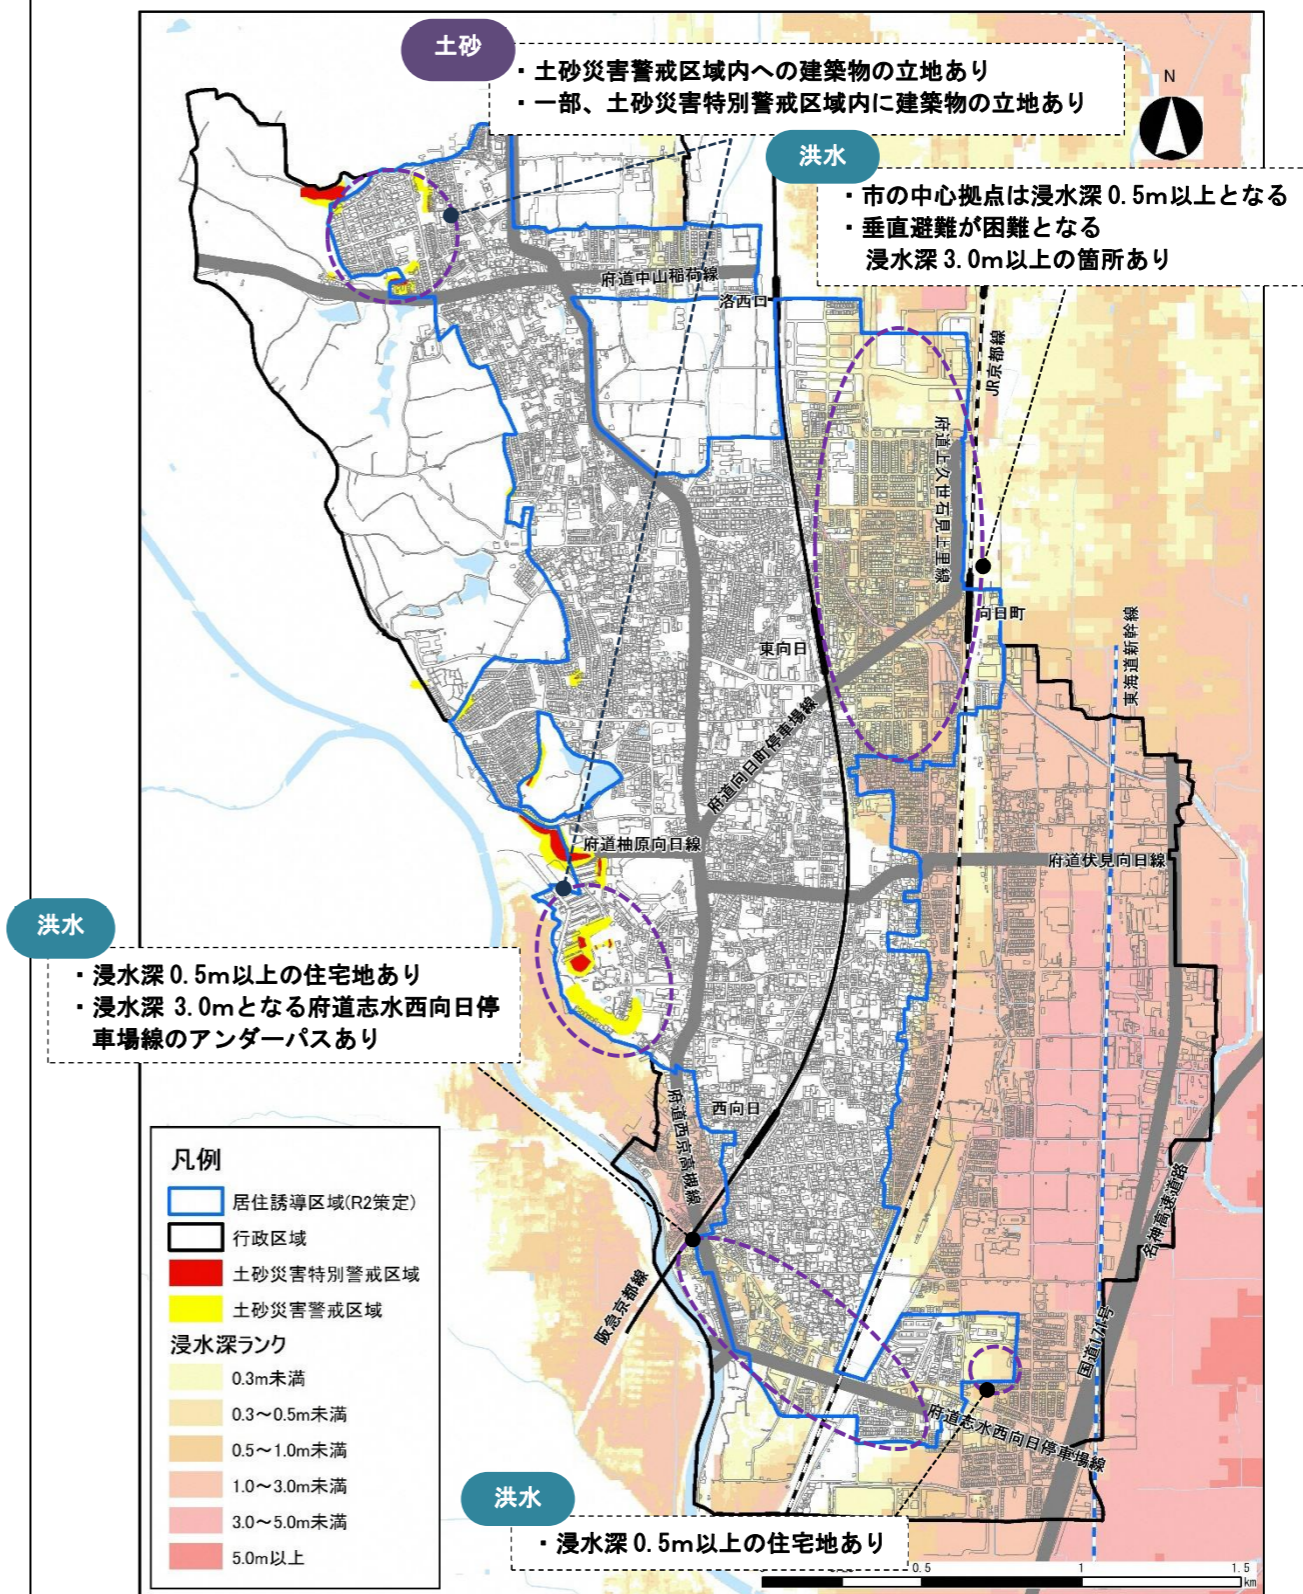 土砂
・土砂災害警戒区域内への建築物の立地あり
・一部、土砂災害特別警戒区域内に建築物の立地あり
N
洪水
・市の中心拠点は浸水深0.5m以上となる
・垂直避難が困難となる
浸水深3.0m以上の箇所あり
府道中山稲荷線
洛西口
JR京都線
府道上久世石見上里線
向日町
東向日
東海道新幹線
府道向日町停車場線
府道柚原向日線
府道伏見向日線
洪水
・浸水深0.5m以上の住宅地あり
・浸水深 3.0mとなる府道志水西向日停
車場線のアンダーパスあり
西向日
府道西京高槻線
阪急京都線
名神高速道路
国道171号
府道志水西向日停車場線
凡例
居住誘導区域(R2策定)
行政区域
土砂災害特別警戒区域
土砂災害警戒区域
浸水深ランク
0.3m未満
0.3～0.5m未満
0.5～1.0m未満
1.0～3.0m未満
3.0～5.0m未満
5.0m以上
洪水
・浸水深0.5m以上の住宅地あり
0.5
1
1.5
km